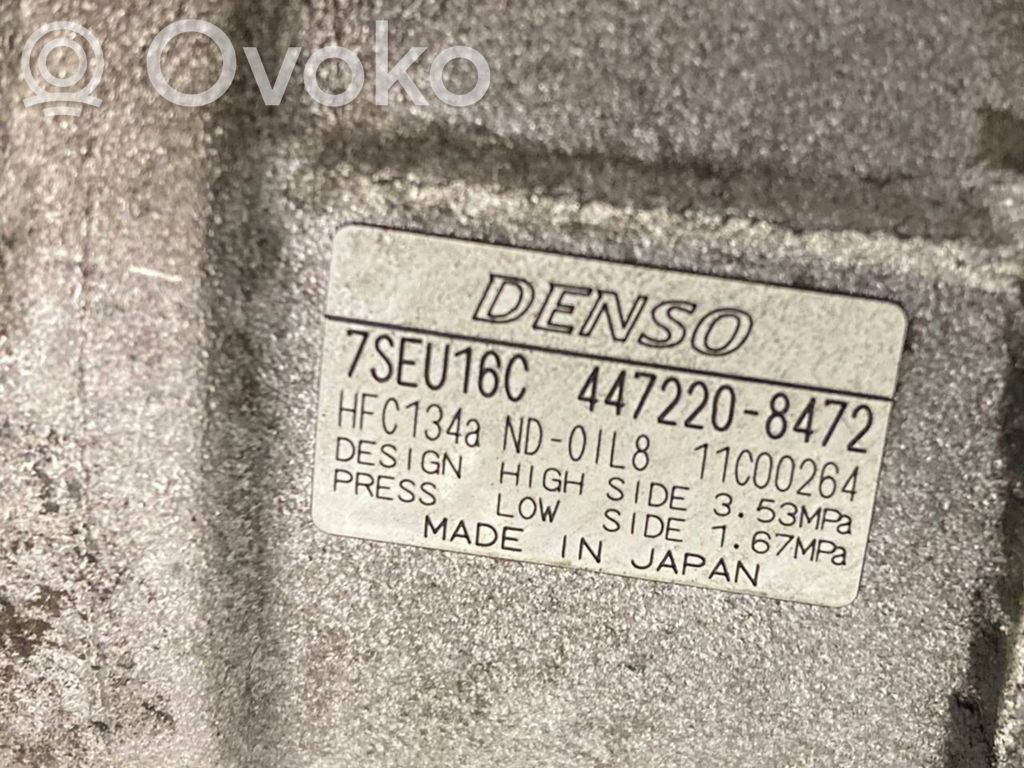 Ovoko
DENSO
7SEU16C 447220-8472
HFC134a ND-OIL8 11C00264
DESIGN HIGH SIDE 3.53MPa
PRESS LOW SIDE 1.67MPa
MADE IN JAPAN